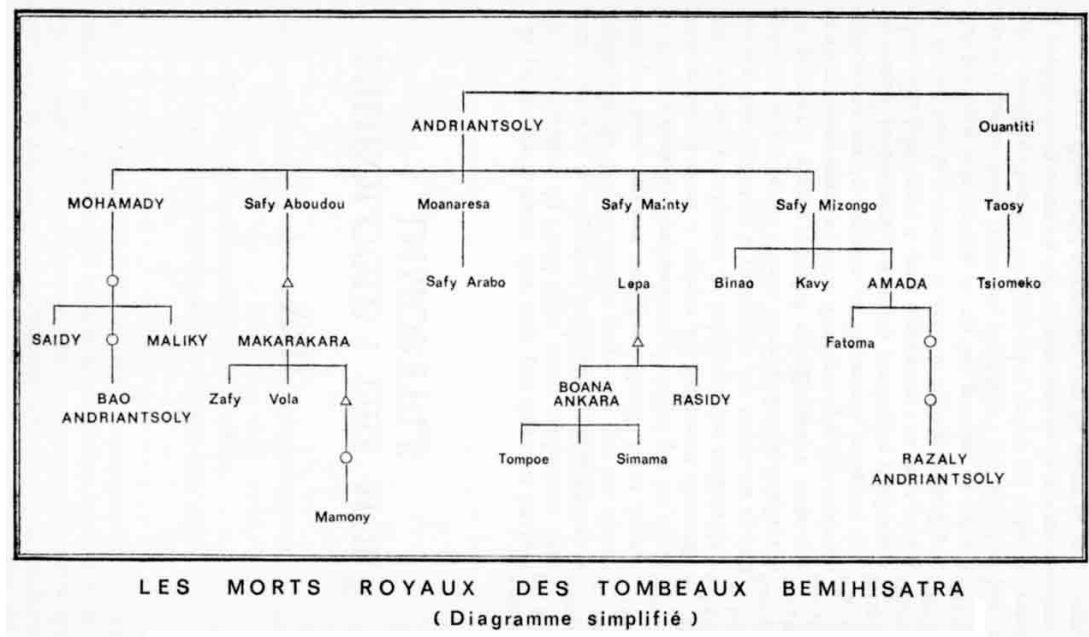 ANDRIANTSOLY Ouantiti
MOHAMADY Safy Aboudou Moanaresa Safy Mainty Safy Mizongo Taosy
Safy Arabo Lepa Binao Kavy AMADA Tsiomeko
SAIDY MALIKY MAKARAKARA Fatoma
BAO
ANDRIANTSOLY
Zafy Vola
BOANA
ANKARA
RASIDY
Tompoe Simama
RAZALY
ANDRIANTSOLY
Mamony
LES MORTS ROYAUX DES TOMBEAUX BEMIHISATRA
( Diagramme simplifié )